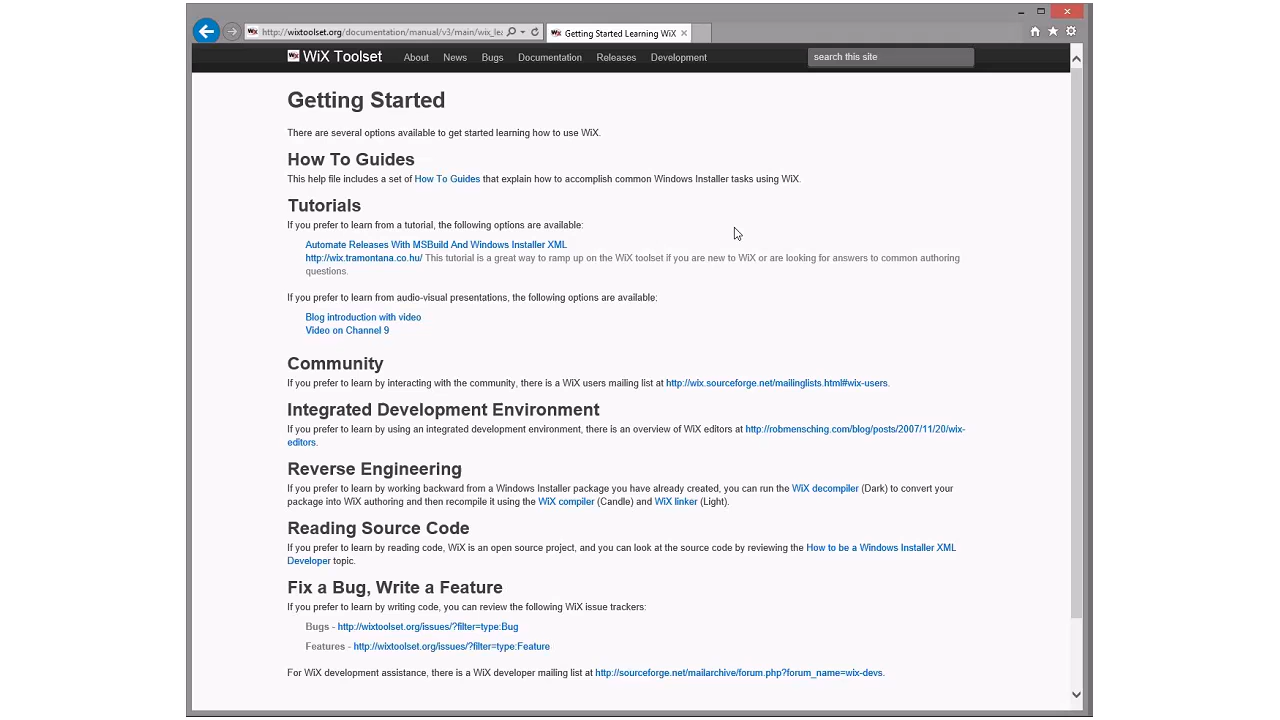 http://wixtoolset.org/documentation/manual/v3/main/wix_lea
Getting Started Learning WiX
WiX Toolset
About News Bugs Documentation Releases Development
search this site
Getting Started
There are several options available to get started learning how to use WiX.
How To Guides
This help file includes a set of How To Guides that explain how to accomplish common Windows Installer tasks using WiX.
Tutorials
If you prefer to learn from a tutorial, the following options are available:
Automate Releases With MSBuild And Windows Installer XML
http://wix.tramontana.co.hu/ This tutorial is a great way to ramp up on the WiX toolset if you are new to WiX or are looking for answers to common authoring
questions.
If you prefer to learn from audio-visual presentations, the following options are available:
Blog introduction with video
Video on Channel 9
Community
If you prefer to learn by interacting with the community, there is a WiX users mailing list at http://wix.sourceforge.net/mailinglists.html#wix-users.
Integrated Development Environment
If you prefer to learn by using an integrated development environment, there is an overview of WiX editors at http://robmensching.com/blog/posts/2007/11/20/wix-
editors.
Reverse Engineering
If you prefer to learn by working backward from a Windows Installer package you have already created, you can run the WiX decompiler (Dark) to convert your
package into WiX authoring and then recompile it using the WiX compiler (Candle) and WiX linker (Light).
Reading Source Code
If you prefer to learn by reading code, WiX is an open source project, and you can look at the source code by reviewing the How to be a Windows Installer XML
Developer topic.
Fix a Bug, Write a Feature
If you prefer to learn by writing code, you can review the following WiX issue trackers:
Bugs - http://wixtoolset.org/issues/?filter=type:Bug
Features - http://wixtoolset.org/issues/?filter=type:Feature
For WiX development assistance, there is a WiX developer mailing list at http://sourceforge.net/mailarchive/forum.php?forum_name=wix-devs.